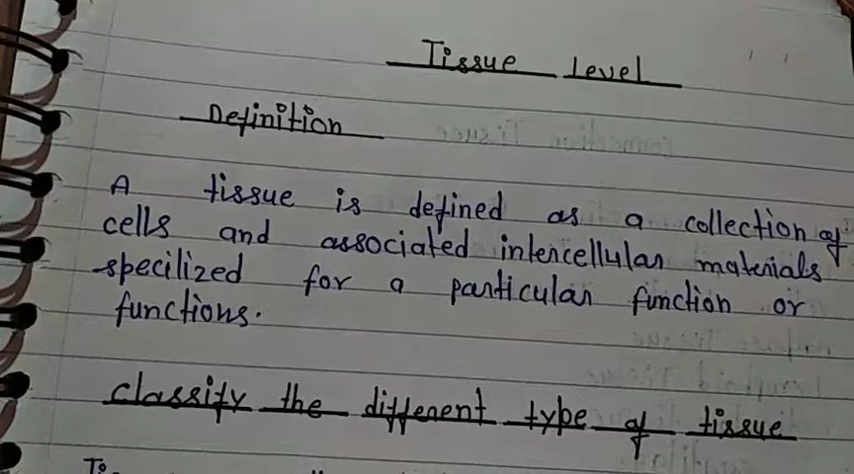 Tissue Level
Definition
A tissue is defined as a collection of
cells and associated intercellular materials
specilized for a particular function or
functions.
classify the different type of tissue